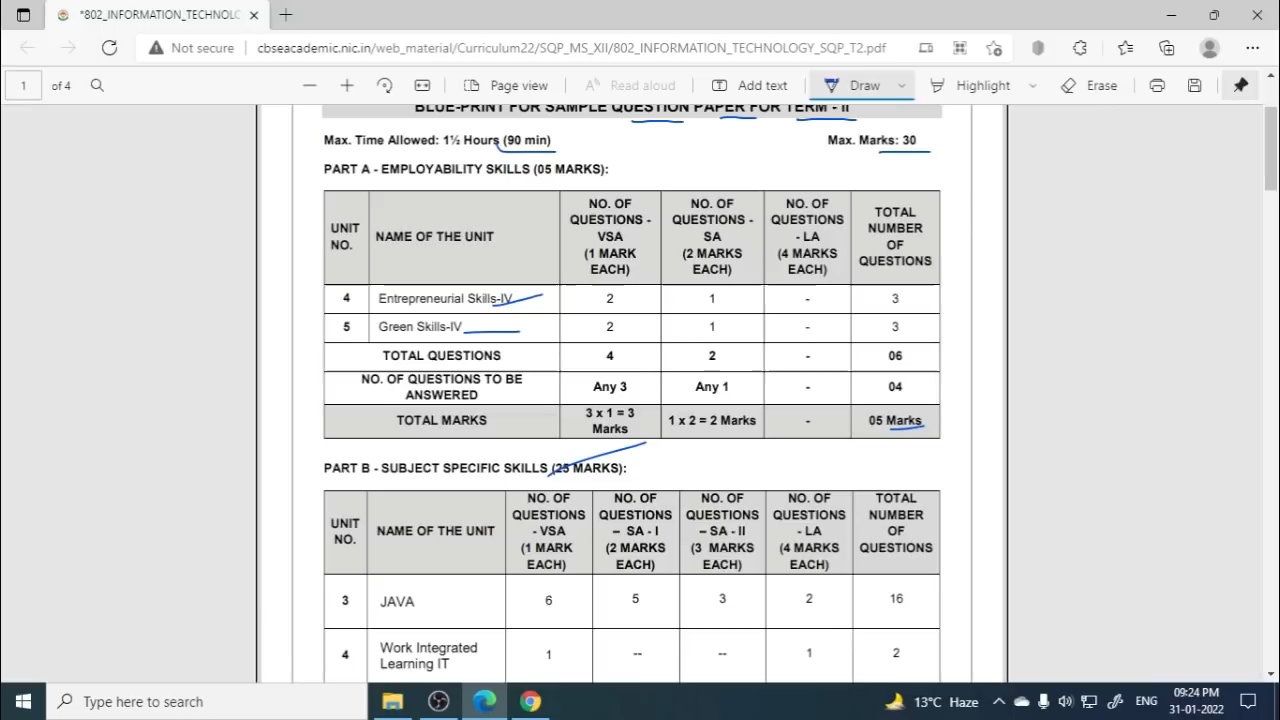 *802_INFORMATION_TECHNOLO
Not secure cbseacademic.nic.in/web_material/Curriculum22/SQP_MS_XII/802_INFORMATION_TECHNOLOGY_SQP_T2.pdf
1 of 4 Page view Read aloud Add text Draw Highlight Erase
BLUE-PRINT FOR SAMPLE QUESTION PAPER FOR TERM - II
Max. Time Allowed: 1½ Hours (90 min) Max. Marks: 30
PART A - EMPLOYABILITY SKILLS (05 MARKS):
UNIT NO. NAME OF THE UNIT NO. OF QUESTIONS - VSA (1 MARK EACH) NO. OF QUESTIONS - SA (2 MARKS EACH) NO. OF QUESTIONS - LA (4 MARKS EACH) TOTAL NUMBER OF QUESTIONS
4 Entrepreneurial Skills-IV 2 1 - 3
5 Green Skills-IV 2 1 - 3
TOTAL QUESTIONS 4 2 - 06
NO. OF QUESTIONS TO BE ANSWERED Any 3 Any 1 - 04
TOTAL MARKS 3 x 1 = 3 Marks 1 x 2 = 2 Marks - 05 Marks
PART B - SUBJECT SPECIFIC SKILLS (25 MARKS):
UNIT NO. NAME OF THE UNIT NO. OF QUESTIONS - VSA (1 MARK EACH) NO. OF QUESTIONS – SA - I (2 MARKS EACH) NO. OF QUESTIONS – SA - II (3 MARKS EACH) NO. OF QUESTIONS - LA (4 MARKS EACH) TOTAL NUMBER OF QUESTIONS
3 JAVA 6 5 3 2 16
4 Work Integrated Learning IT 1 -- -- 1 2
Type here to search 13°C Haze ENG 09:24 PM
31-01-2022